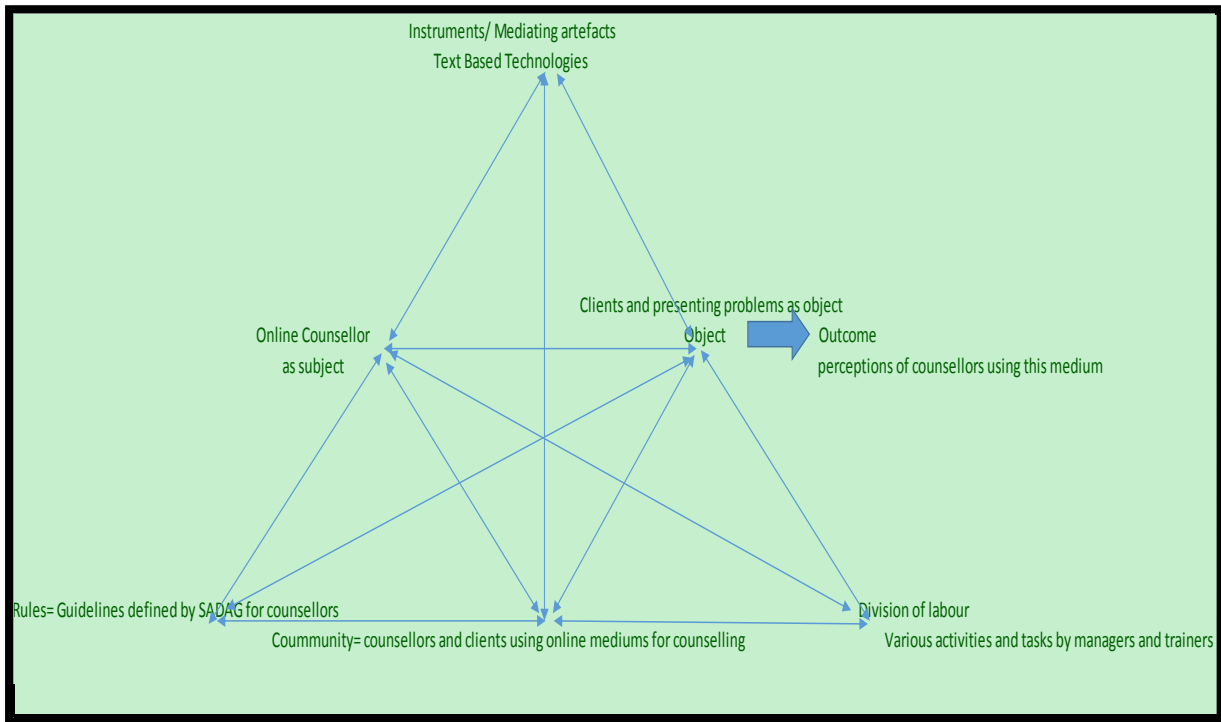 Instruments/ Mediating artefacts
Text Based Technologies
Clients and presenting problems as object
Online Counsellor
as subject
Object
Outcome
perceptions of counsellors using this medium
Rules= Guidelines defined by SADAG for counsellors
Division of labour
Coummunity= counsellors and clients using online mediums for counselling
Various activities and tasks by managers and trainers